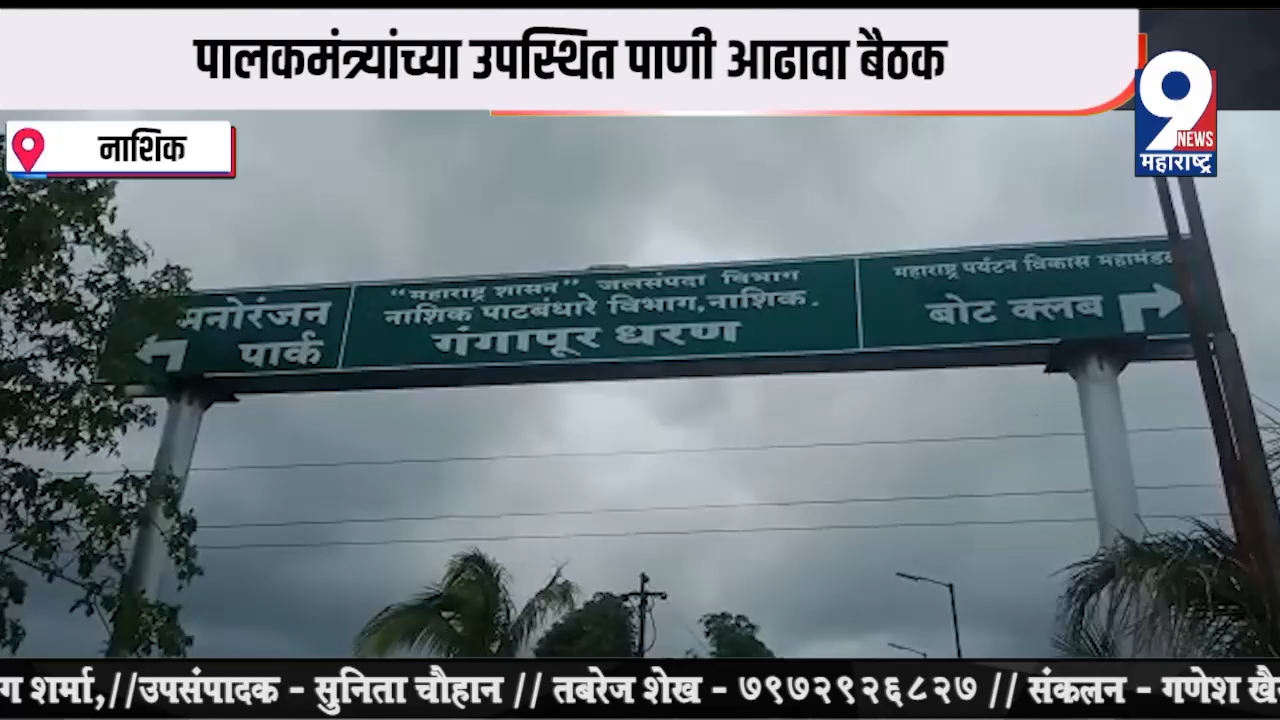 पालकमंत्र्यांच्या उपस्थित पाणी आढावा बैठक
9
NEWS
महाराष्ट्र
नाशिक
मनोरंजन
पार्क
"महाराष्ट्र शासन" जलसंपदा विभाग
नाशिक पाटबंधारे विभाग,नाशिक.
गंगापूर धरण
महाराष्ट्र पर्यटन विकास महामंडळ
बोट क्लब
ग शर्मा,//उपसंपादक - सुनिता चौहान // तबरेज शेख - ७९७२९२६८२७ // संकलन - गणेश